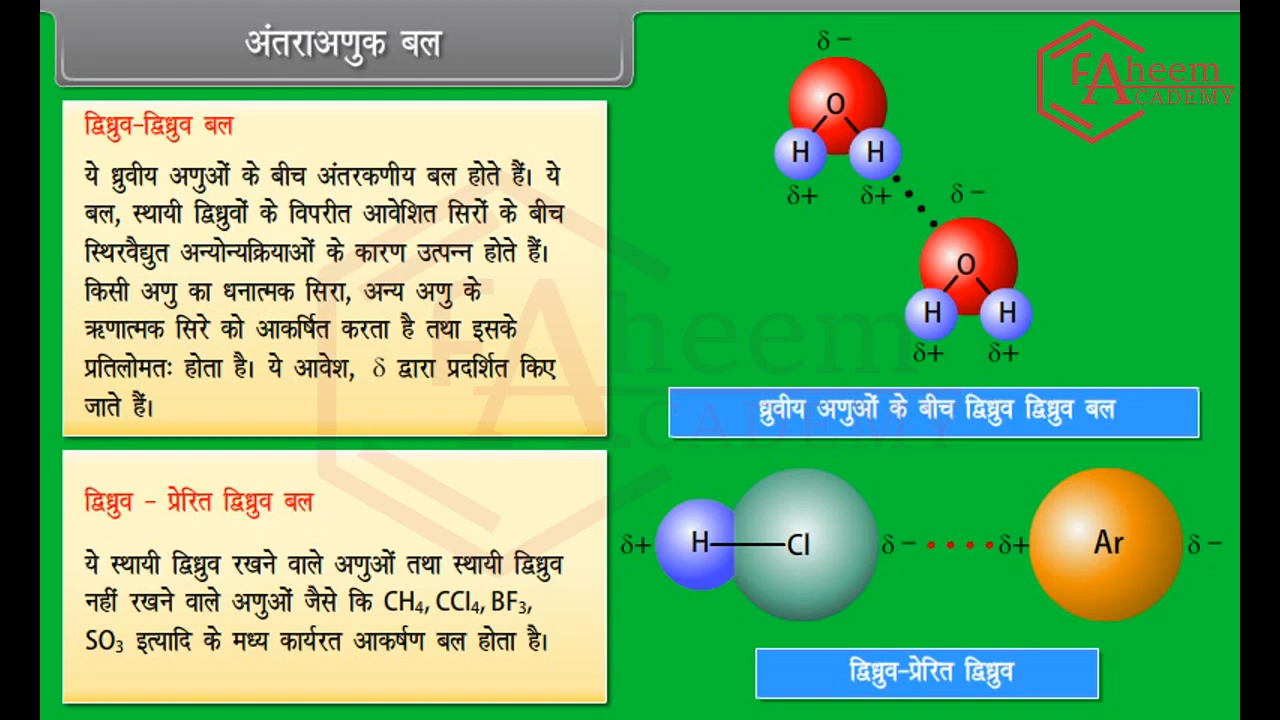 अंतराअणुक बल
द्विध्रुव-द्विध्रुव बल
ये ध्रुवीय अणुओं के बीच अंतरकणीय बल होते हैं। ये
बल, स्थायी द्विध्रुवों के विपरीत आवेशित सिरों के बीच
स्थिरवैद्युत अन्योन्यक्रियाओं के कारण उत्पन्न होते हैं।
किसी अणु का धनात्मक सिरा, अन्य अणु के
ऋणात्मक सिरे को आकर्षित करता है तथा इसके
प्रतिलोमतः होता है। ये आवेश, δ द्वारा प्रदर्शित किए
जाते हैं।
द्विध्रुव - प्रेरित द्विध्रुव बल
ये स्थायी द्विध्रुव रखने वाले अणुओं तथा स्थायी द्विध्रुव
नहीं रखने वाले अणुओं जैसे कि CH₄, CCl₄, BF₃,
SO₃ इत्यादि के मध्य कार्यरत आकर्षण बल होता है।
Faheem
ACADEMY
δ −
O
H H
δ+ δ+
δ −
O
H H
δ+ δ+
ध्रुवीय अणुओं के बीच द्विध्रुव द्विध्रुव बल
δ+ H Cl δ − δ+ Ar δ −
द्विध्रुव-प्रेरित द्विध्रुव
Faheem
ACADEMY